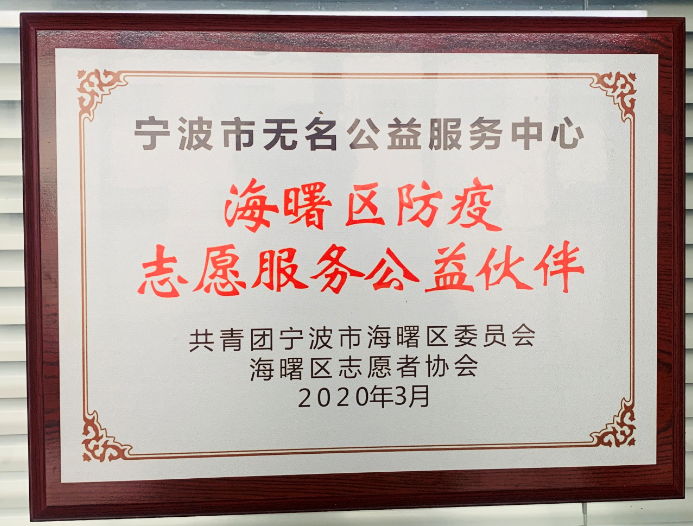 宁波市无名公益服务中心
海曙区防疫
志愿服务公益伙伴
共青团宁波市海曙区委员会
海曙区志愿者协会
2020年3月